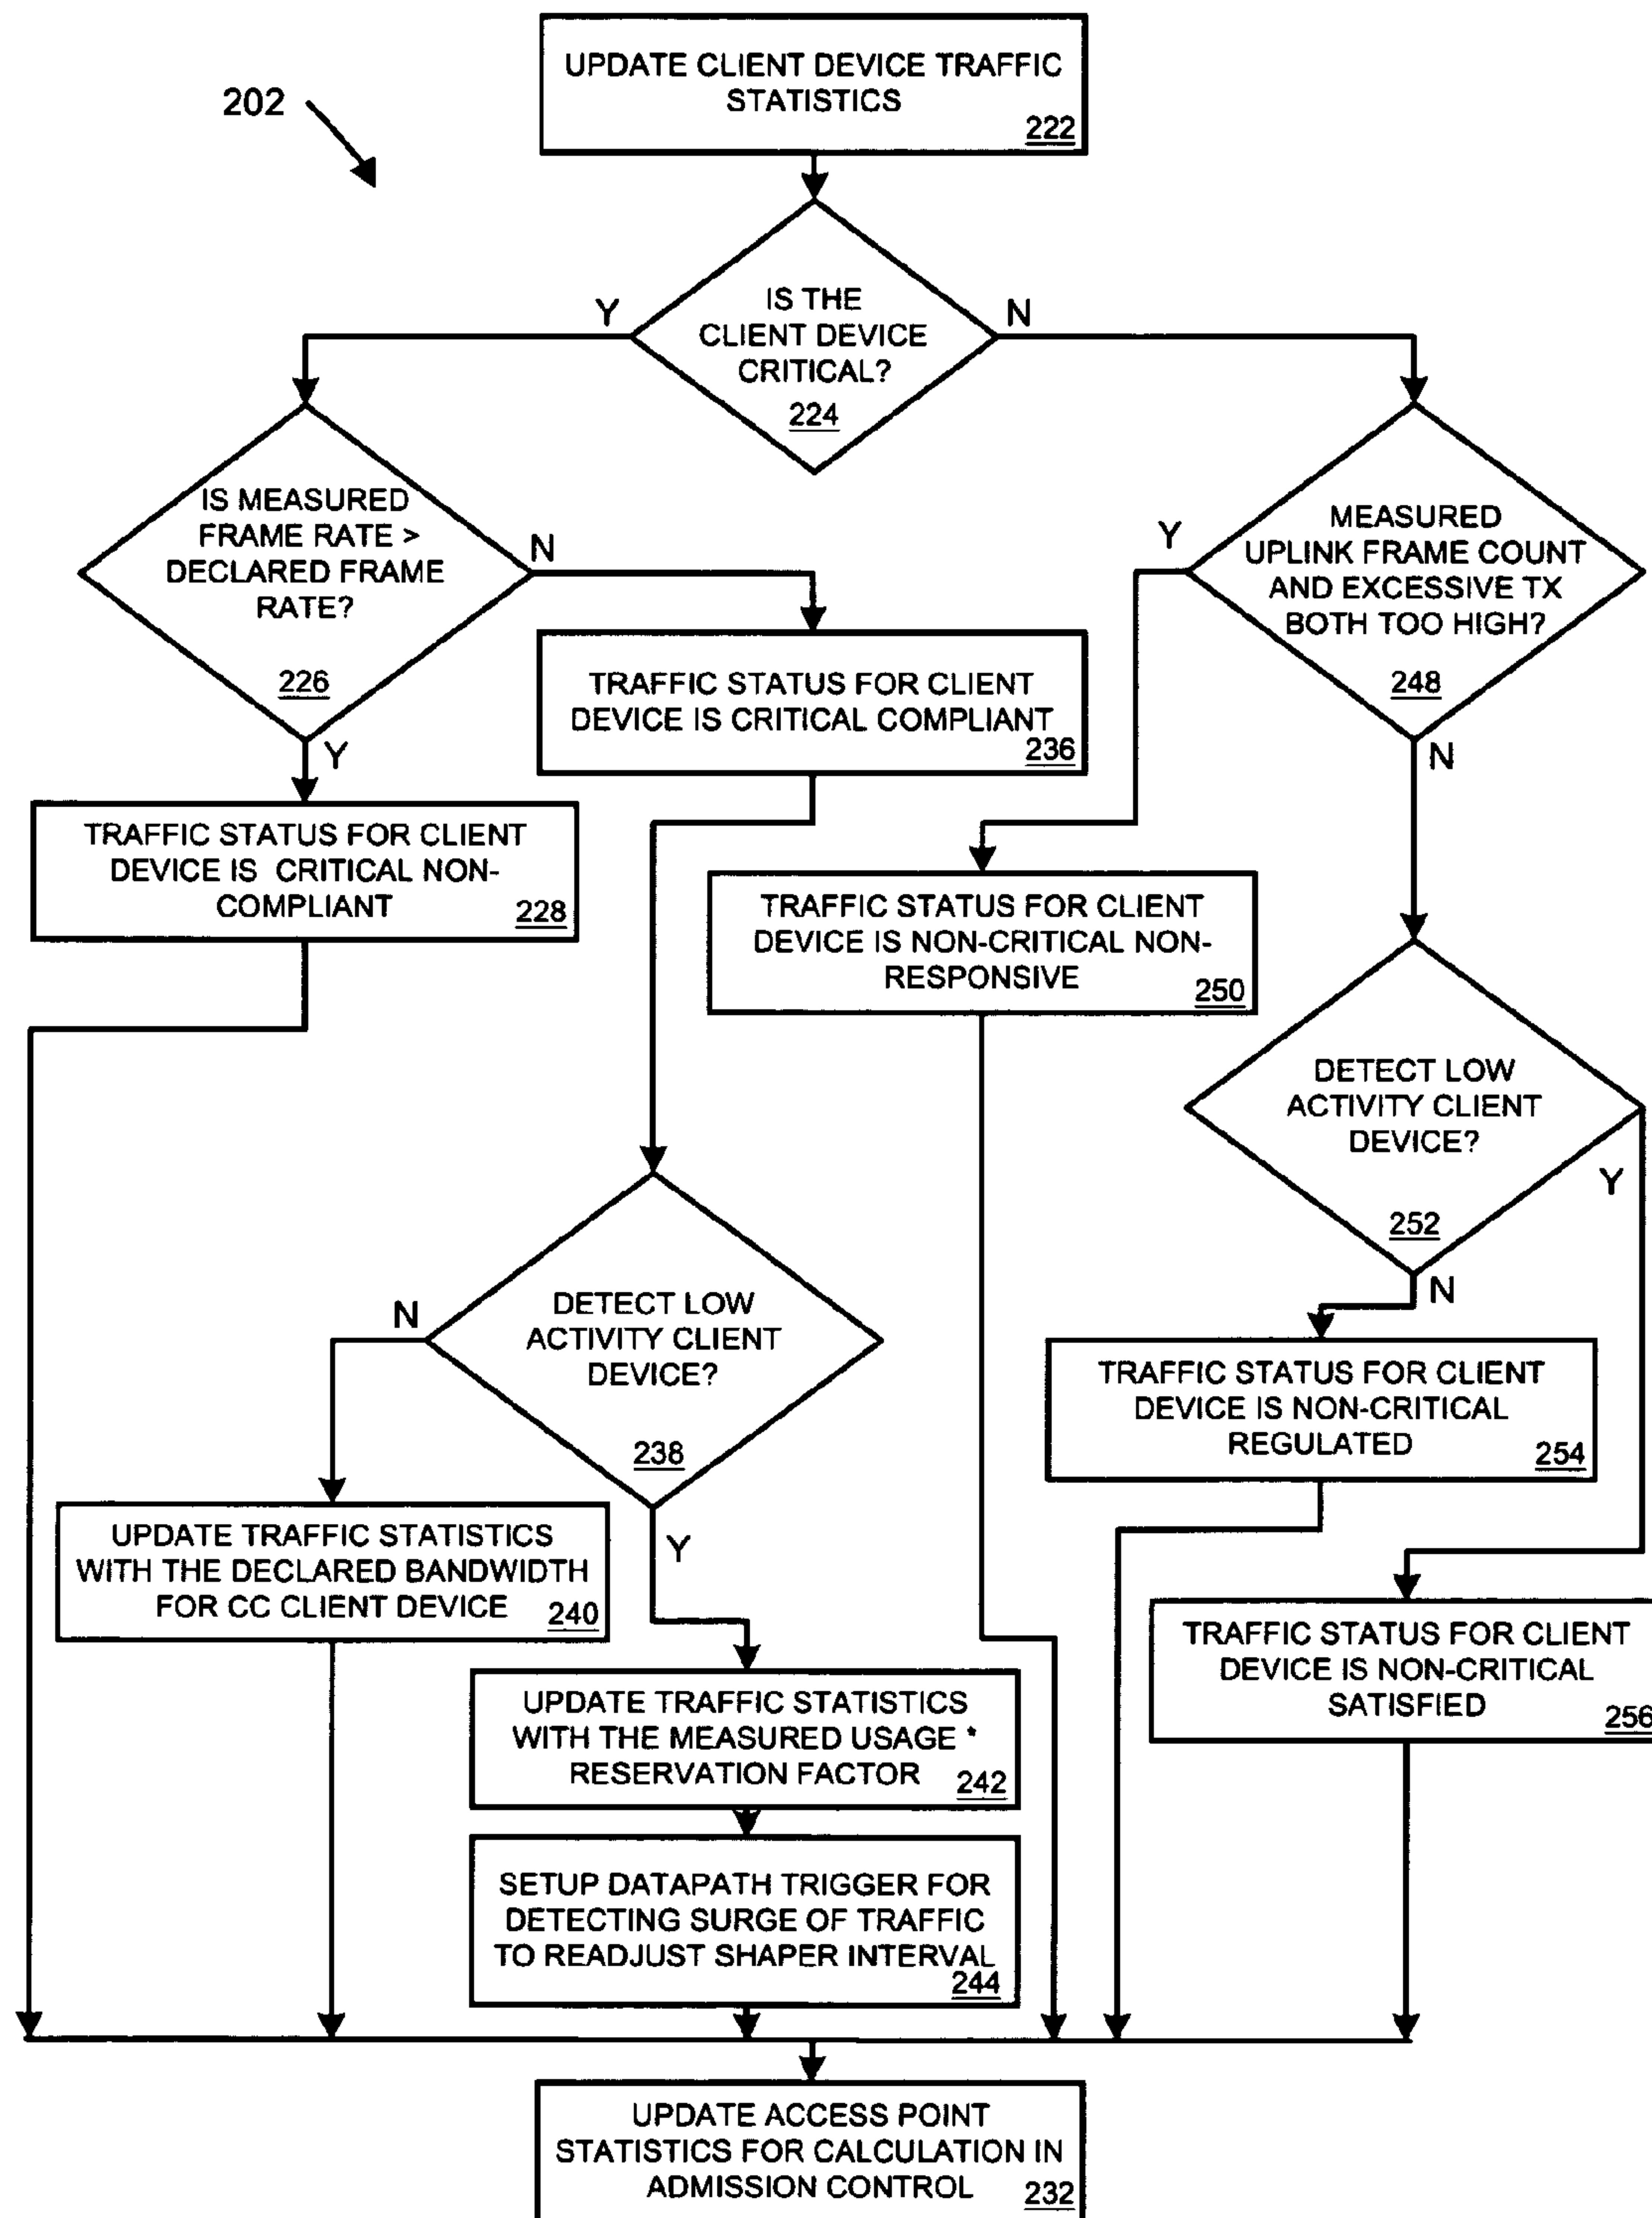 UPDATE CLIENT DEVICE TRAFFIC
STATISTICS
222
202
IS THE
CLIENT DEVICE
CRITICAL?
224
Y
N
IS MEASURED
FRAME RATE >
DECLARED FRAME
RATE?
226
N
Y
MEASURED
UPLINK FRAME COUNT
AND EXCESSIVE TX
BOTH TOO HIGH?
248
Y
N
TRAFFIC STATUS FOR CLIENT
DEVICE IS CRITICAL COMPLIANT
236
TRAFFIC STATUS FOR CLIENT
DEVICE IS CRITICAL NON-
COMPLIANT
228
TRAFFIC STATUS FOR CLIENT
DEVICE IS NON-CRITICAL NON-
RESPONSIVE
250
DETECT LOW
ACTIVITY CLIENT
DEVICE?
252
Y
N
DETECT LOW
ACTIVITY CLIENT
DEVICE?
238
N
Y
TRAFFIC STATUS FOR CLIENT
DEVICE IS NON-CRITICAL
REGULATED
254
UPDATE TRAFFIC STATISTICS
WITH THE DECLARED BANDWIDTH
FOR CC CLIENT DEVICE
240
TRAFFIC STATUS FOR CLIENT
DEVICE IS NON-CRITICAL
SATISFIED
256
UPDATE TRAFFIC STATISTICS
WITH THE MEASURED USAGE *
RESERVATION FACTOR
242
SETUP DATAPATH TRIGGER FOR
DETECTING SURGE OF TRAFFIC
TO READJUST SHAPER INTERVAL
244
UPDATE ACCESS POINT
STATISTICS FOR CALCULATION IN
ADMISSION CONTROL
232